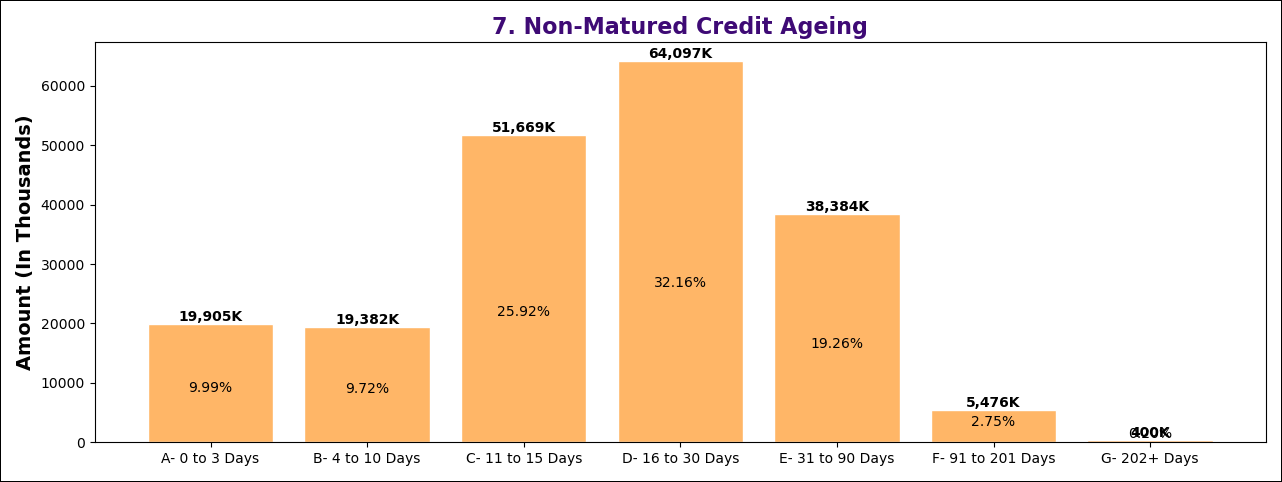 7. Non-Matured Credit Ageing
Amount (In Thousands)
60000
50000
40000
30000
20000
10000
0
19,905K
9.99%
19,382K
9.72%
51,669K
25.92%
64,097K
32.16%
38,384K
19.26%
5,476K
2.75%
400K
A- 0 to 3 Days
B- 4 to 10 Days
C- 11 to 15 Days
D- 16 to 30 Days
E- 31 to 90 Days
F- 91 to 201 Days
G- 202+ Days